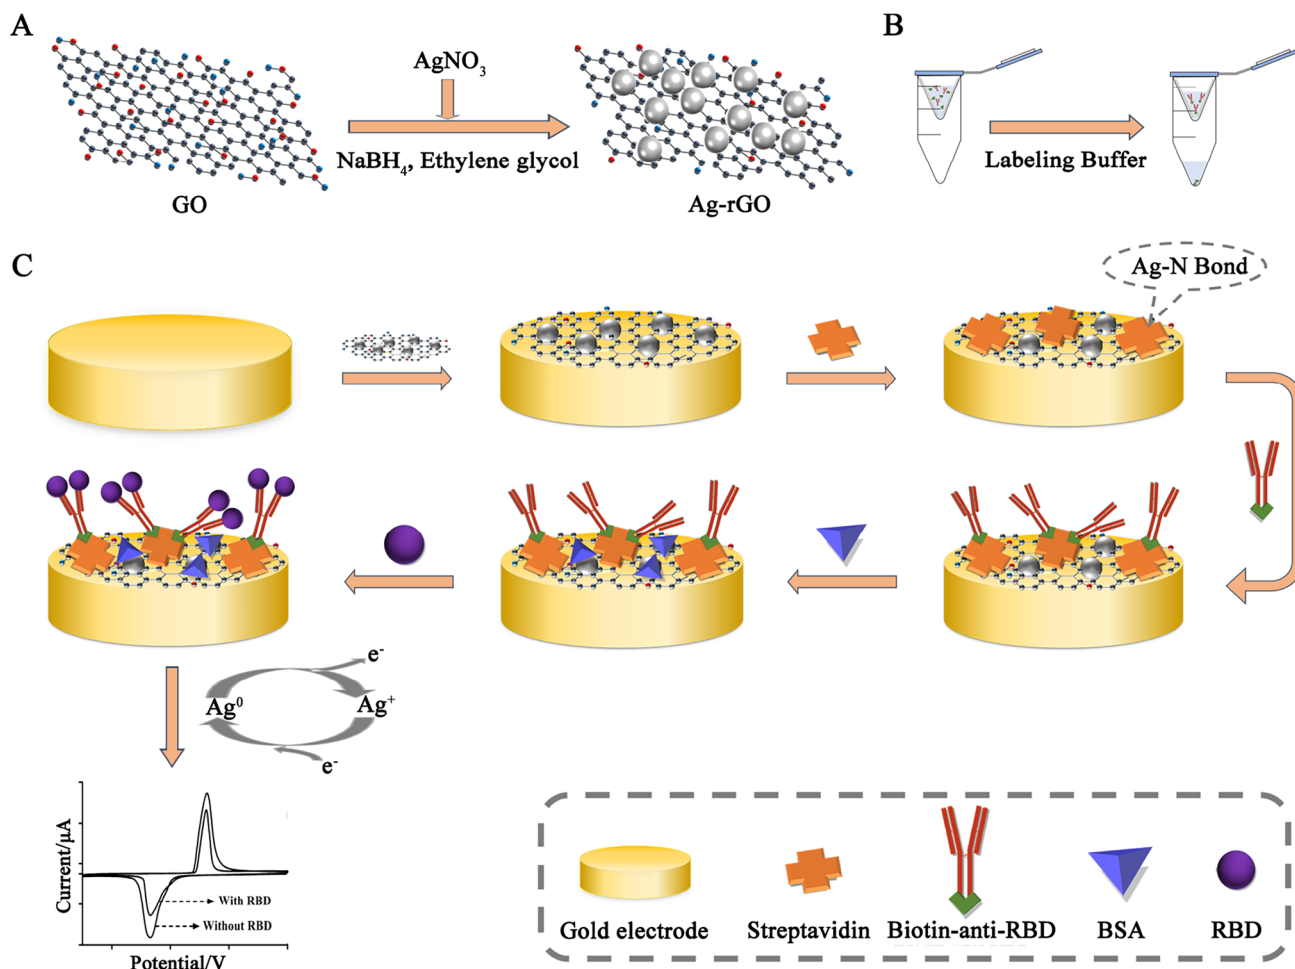 A
AgNO3
NaBH4, Ethylene glycol
GO
Ag-rGO
B
Labeling Buffer
C
Ag-N Bond
e-
Ag0
Ag+
e-
Current/μA
With RBD
Without RBD
Potential/V
Gold electrode
Streptavidin
Biotin-anti-RBD
BSA
RBD